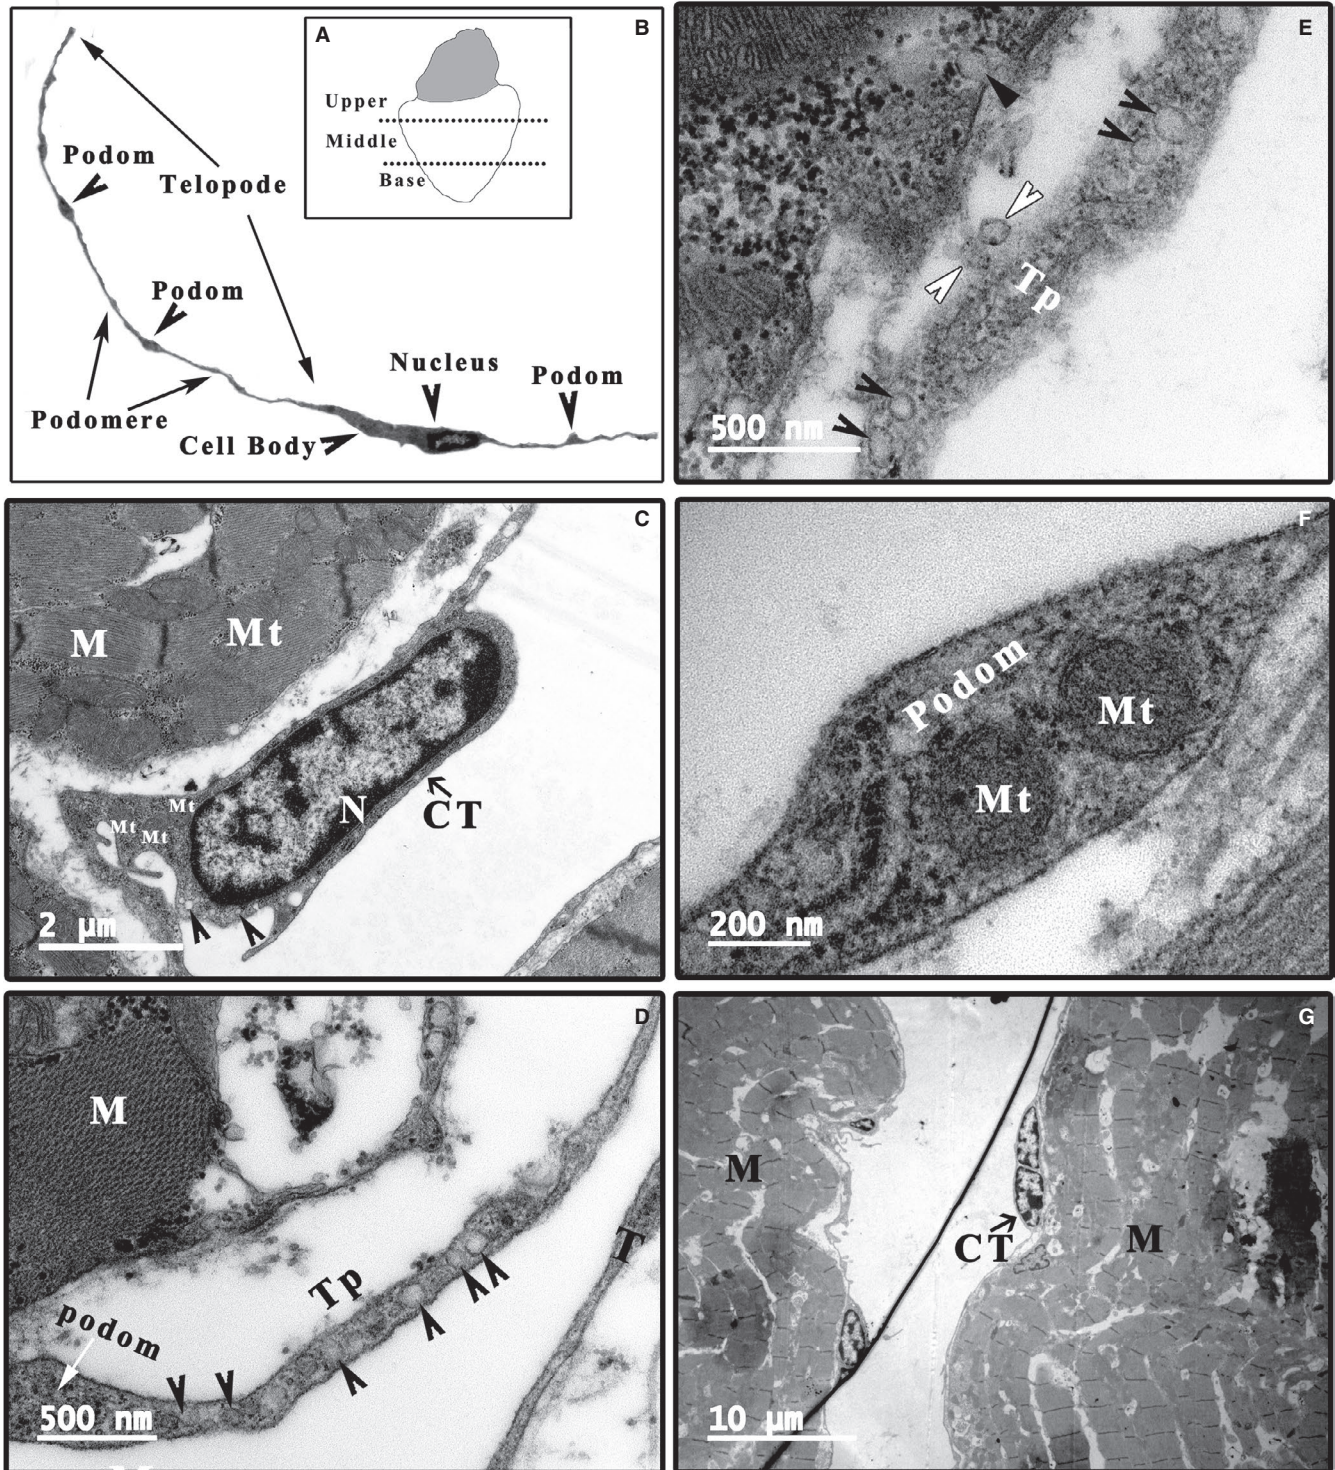 A
B
Upper
Middle
Base
Podom
Telopode
Podom
Podomere
Nucleus
Podom
Cell Body
E
Tp
500 nm
C
M
Mt
N
CT
Mt
Mt
Mt
2 µm
F
Podom
Mt
Mt
200 nm
D
M
Tp
T
podom
500 nm
G
M
CT
M
10 µm